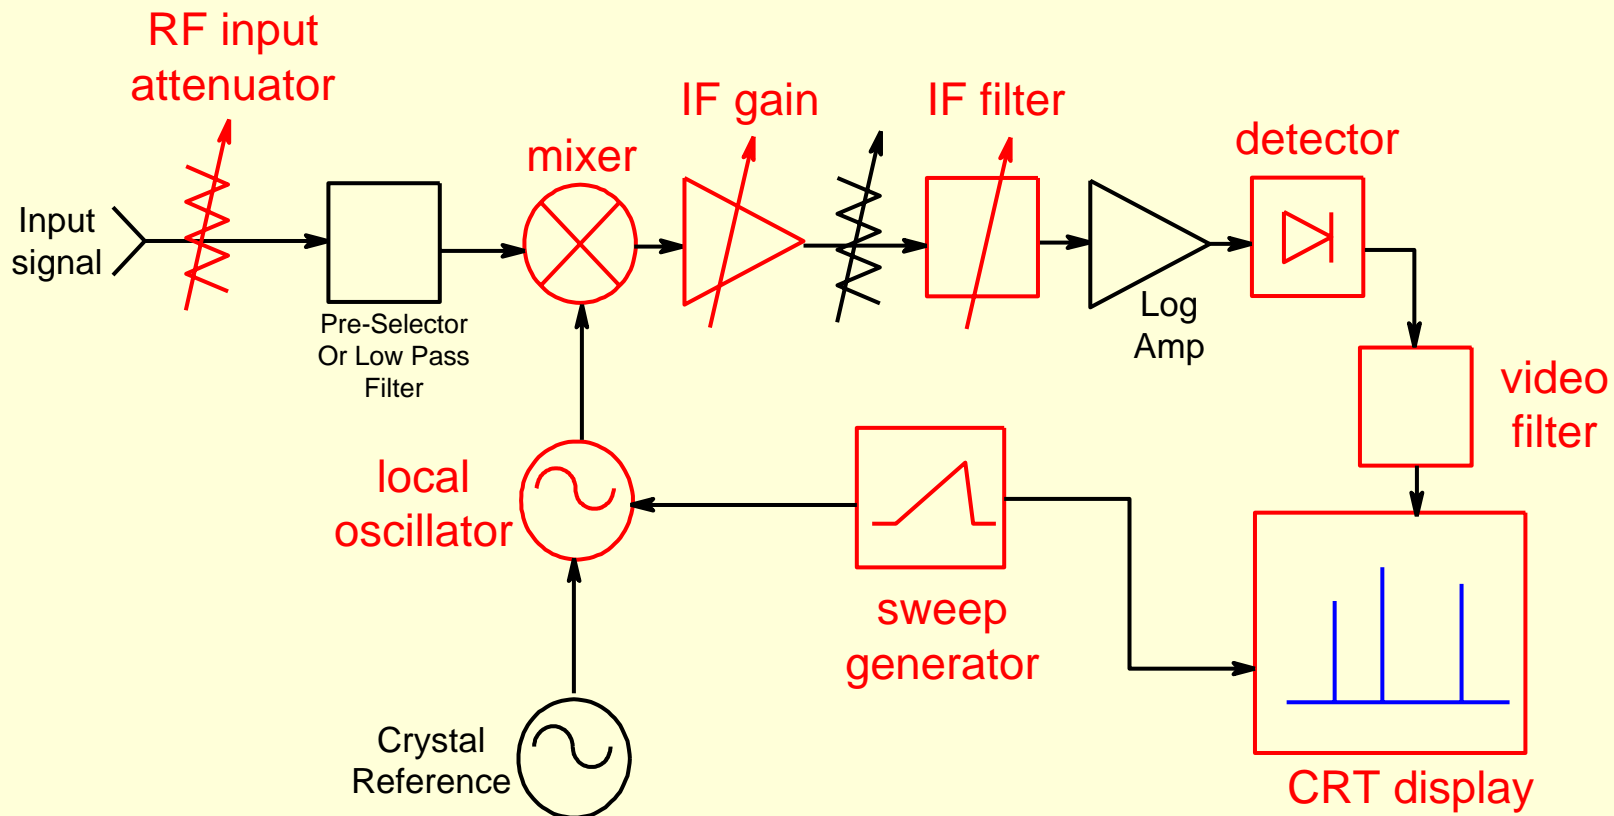 RF input
attenuator
IF gain
IF filter
detector
mixer
Input
signal
Pre-Selector
Or Low Pass
Filter
Log
Amp
video
filter
local
oscillator
sweep
generator
Crystal
Reference
CRT display